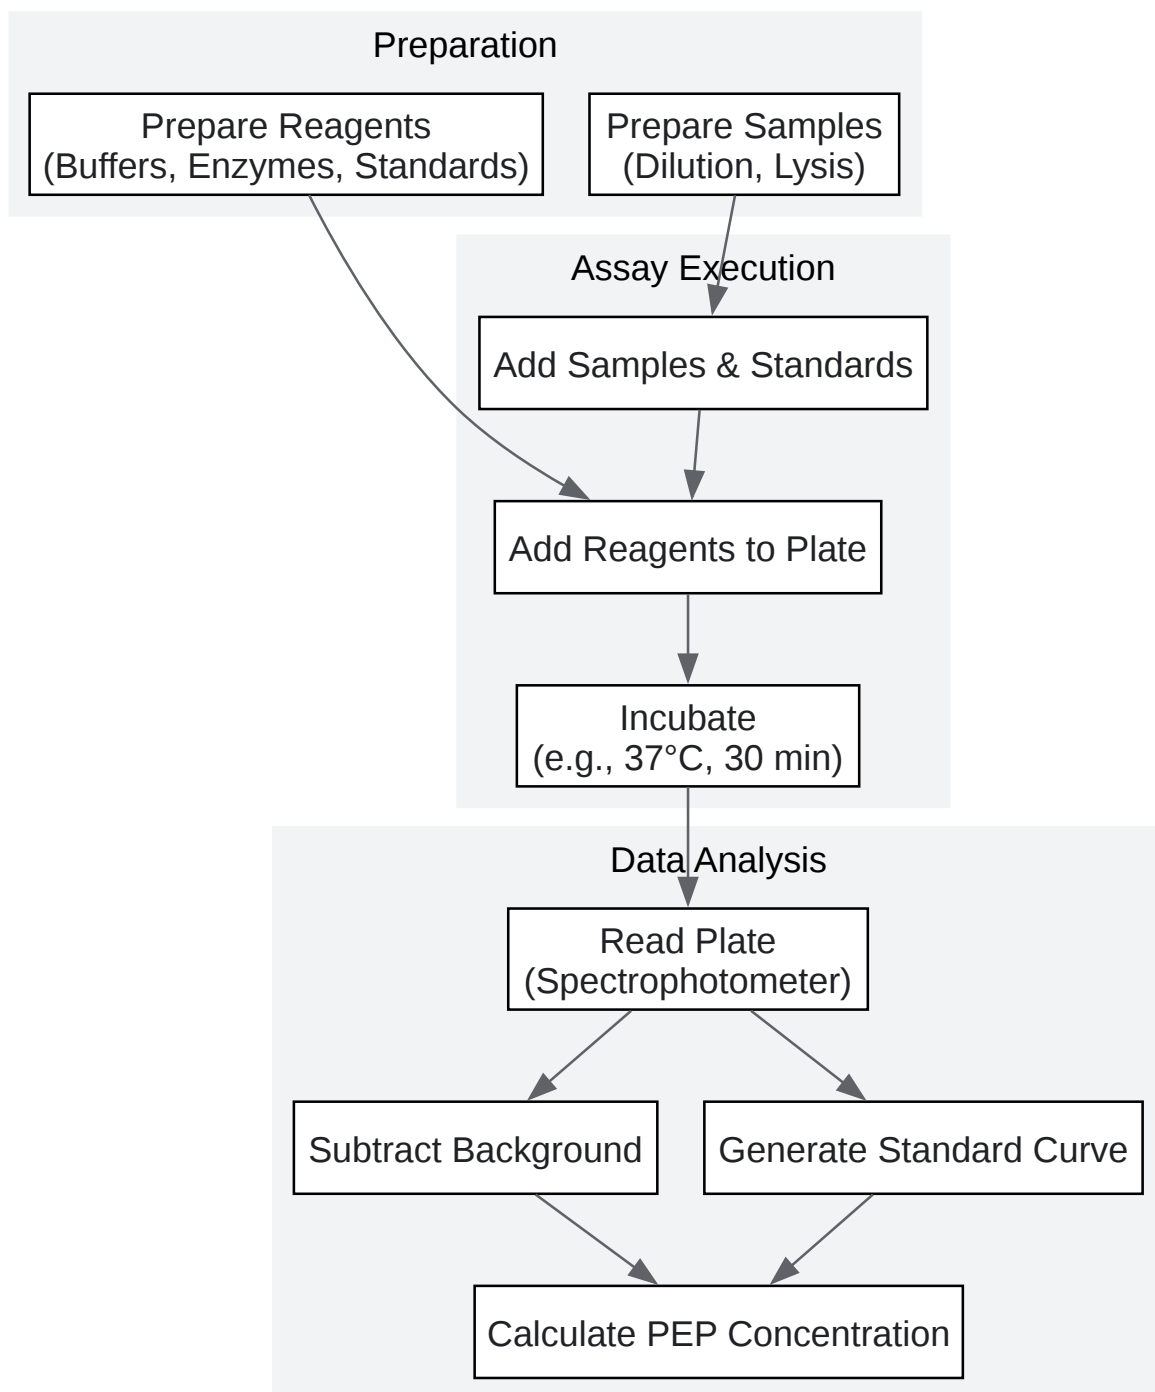 Preparation
Prepare Reagents
(Buffers, Enzymes, Standards)
Prepare Samples
(Dilution, Lysis)
Assay Execution
Add Samples & Standards
Add Reagents to Plate
Incubate
(e.g., 37°C, 30 min)
Data Analysis
Read Plate
(Spectrophotometer)
Subtract Background
Generate Standard Curve
Calculate PEP Concentration